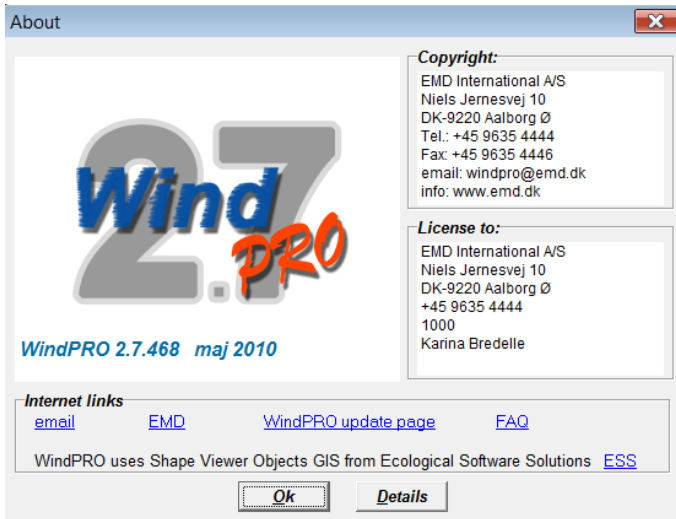 About
2.7
Wind
PRO
WindPRO 2.7.468 maj 2010
Copyright:
EMD International A/S
Niels Jernesvej 10
DK-9220 Aalborg Ø
Tel.: +45 9635 4444
Fax: +45 9635 4446
email: windpro@emd.dk
info: www.emd.dk
License to:
EMD International A/S
Niels Jernesvej 10
DK-9220 Aalborg Ø
+45 9635 4444
1000
Karina Bredelle
Internet links
email EMD WindPRO update page FAQ
WindPRO uses Shape Viewer Objects GIS from Ecological Software Solutions ESS
Ok Details